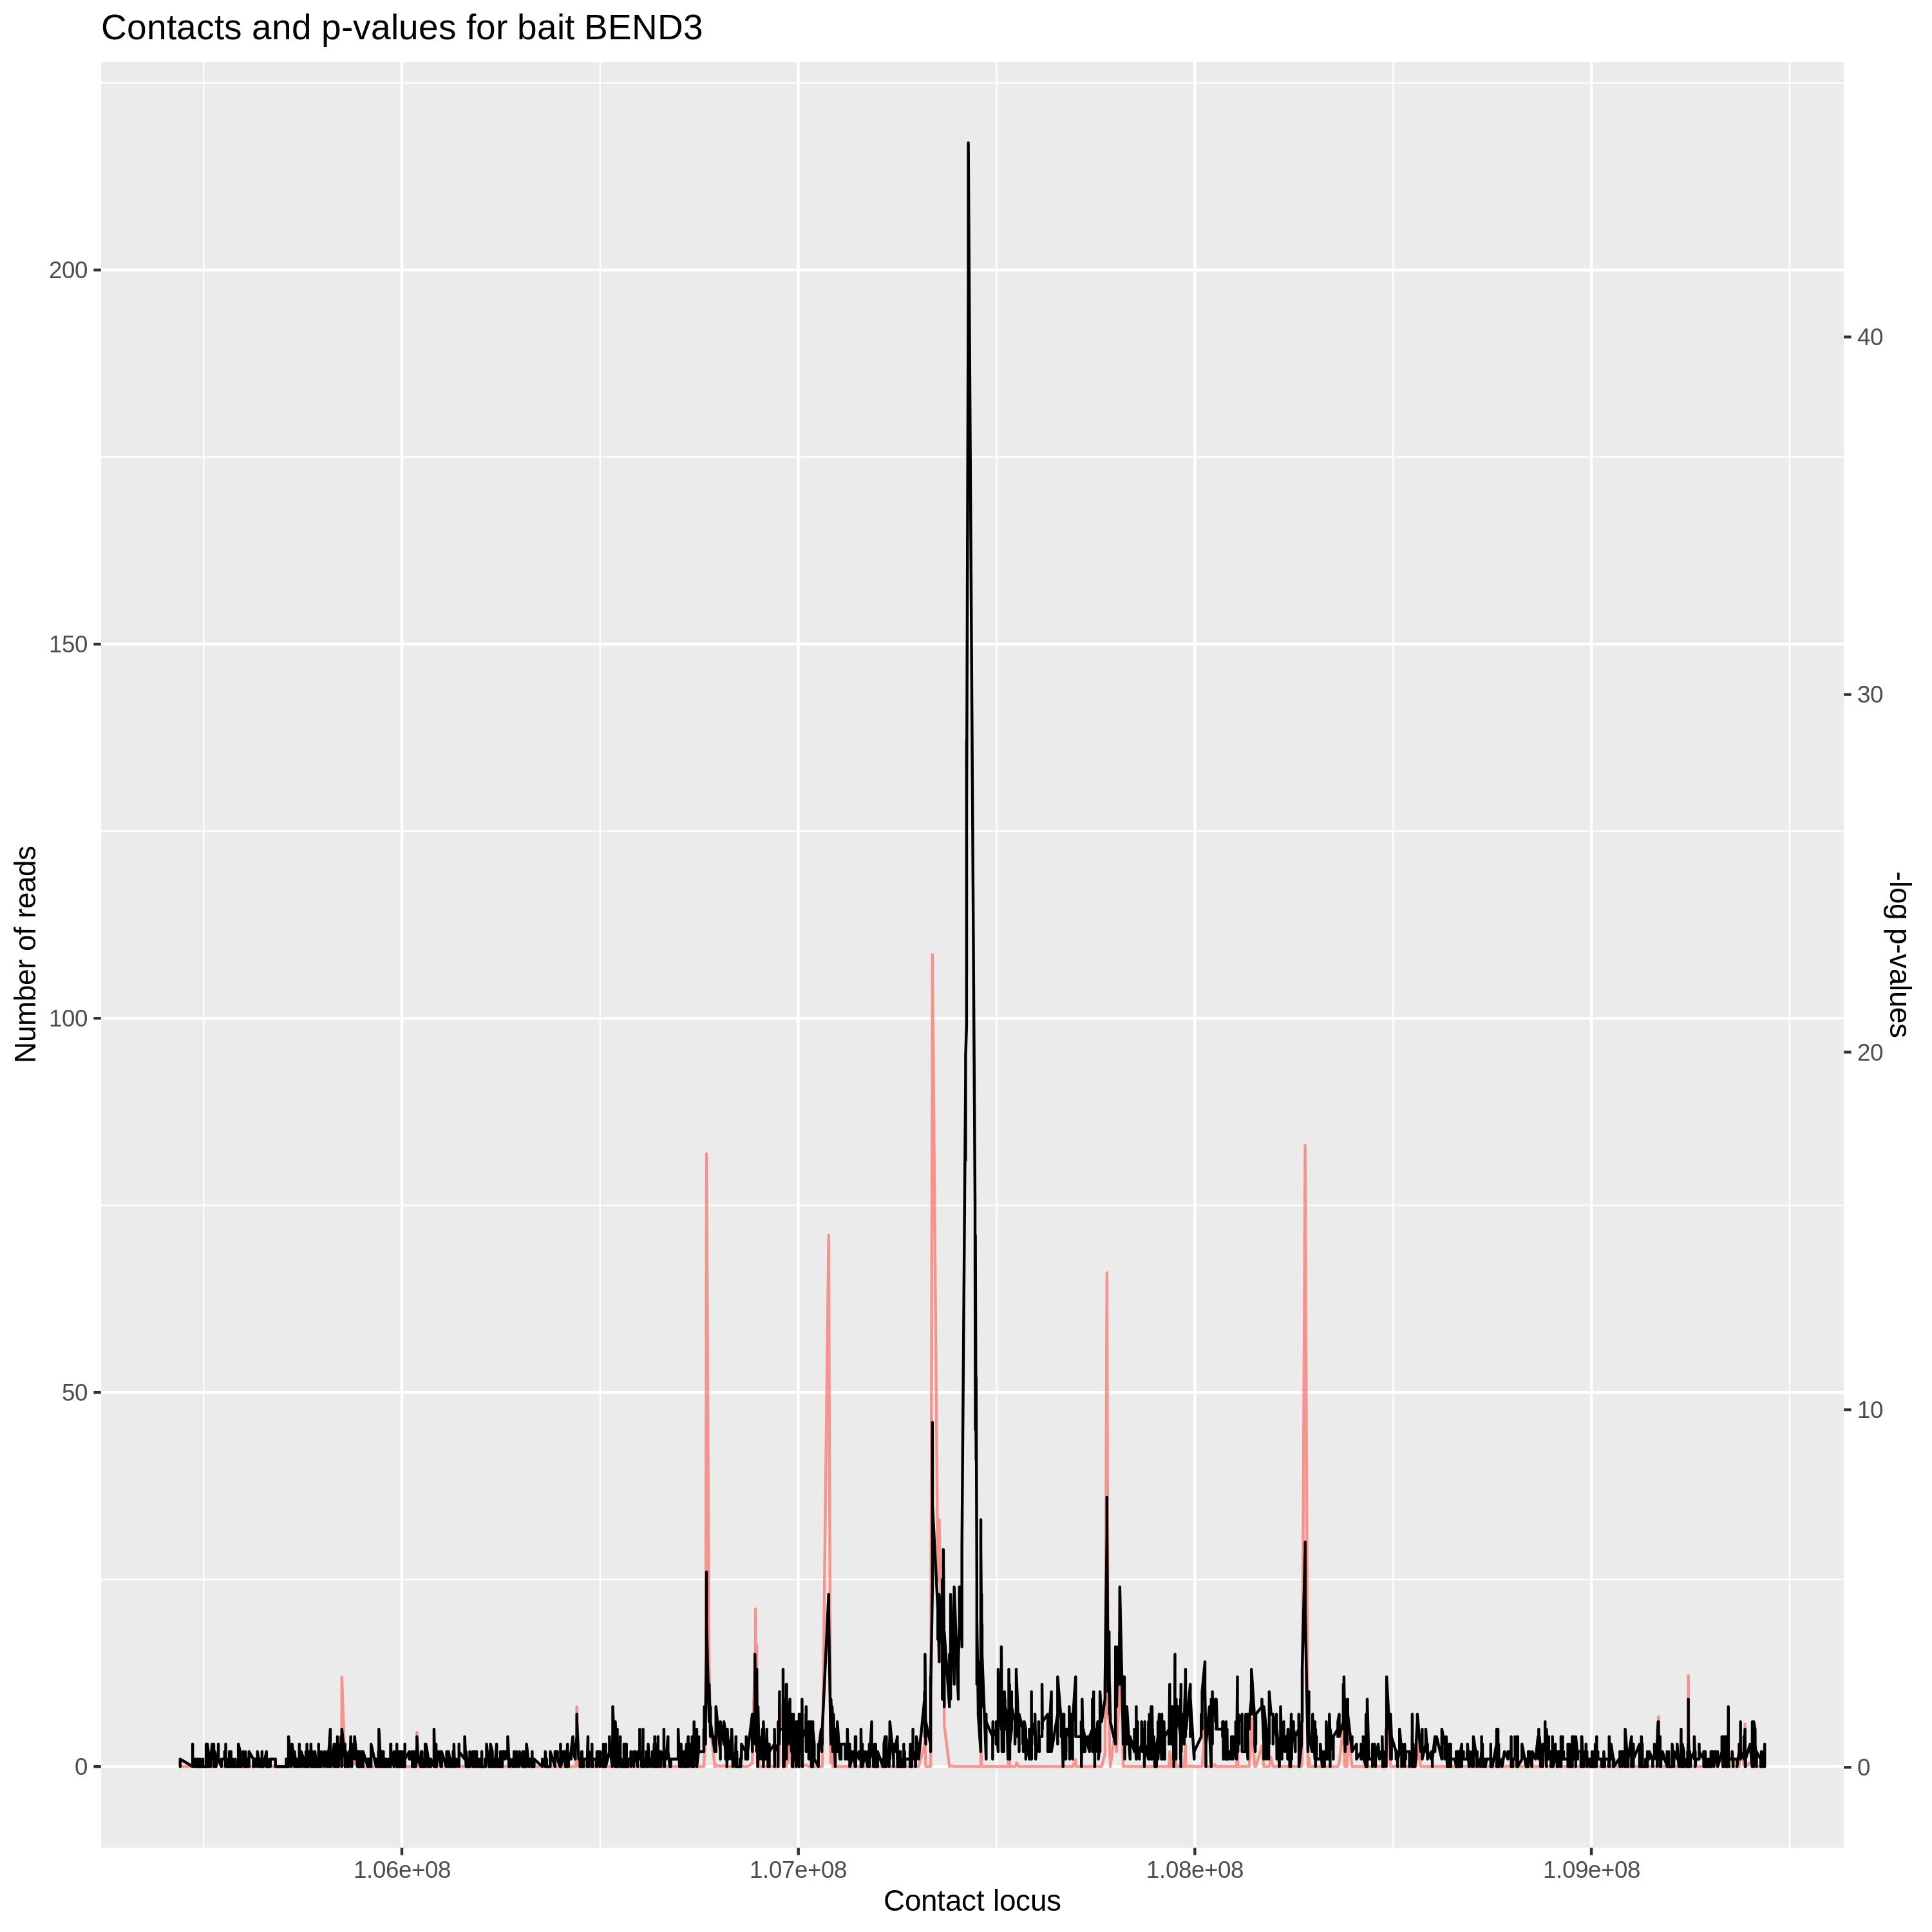 Contacts and p-values for bait BEND3
200
150
100
50
0
Number of reads
40
30
20
10
0
-log p-values
1.06e+08
1.07e+08
1.08e+08
1.09e+08
Contact locus